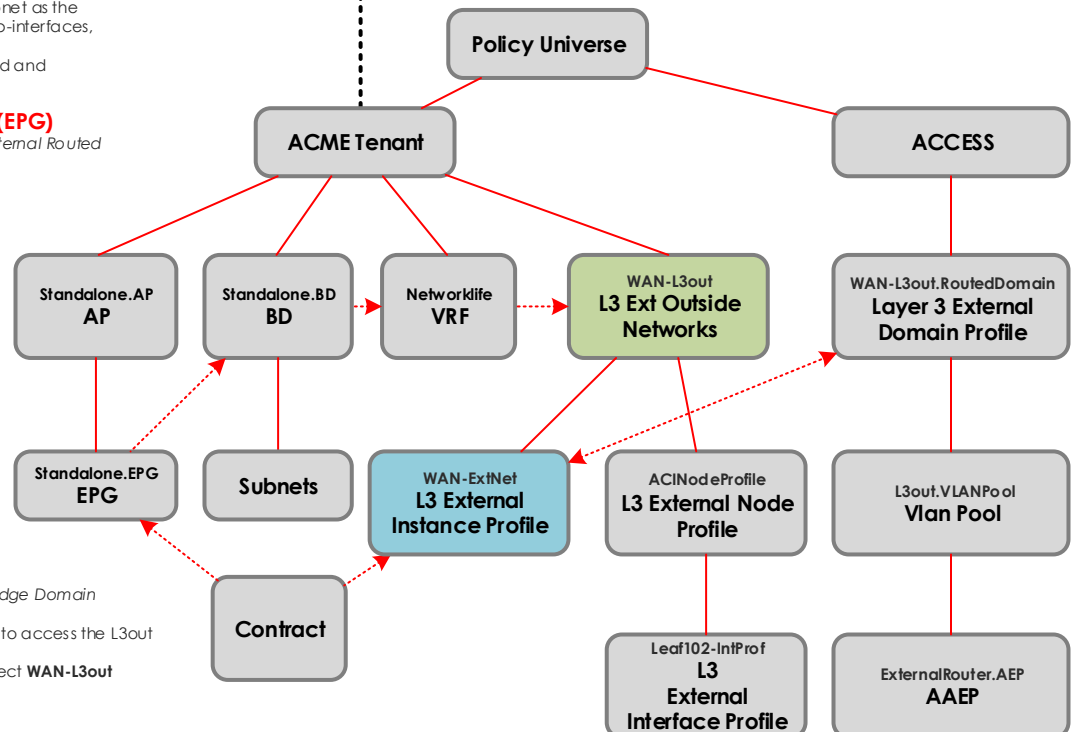 net as the
o-interfaces,
d and
(EPG)
ternal Routed
Policy Universe
ACME Tenant
ACCESS
Standalone.AP
AP
Standalone.BD
BD
Networklife
VRF
WAN-L3out
L3 Ext Outside
Networks
WAN-L3out.RoutedDomain
Layer 3 External
Domain Profile
Standalone.EPG
EPG
Subnets
WAN-ExtNet
L3 External
Instance Profile
ACINodeProfile
L3 External Node
Profile
L3out.VLANPool
Vlan Pool
dge Domain
to access the L3out
ect WAN-L3out
Contract
Leaf102-IntProf
L3
External
Interface Profile
ExternalRouter.AEP
AAEP